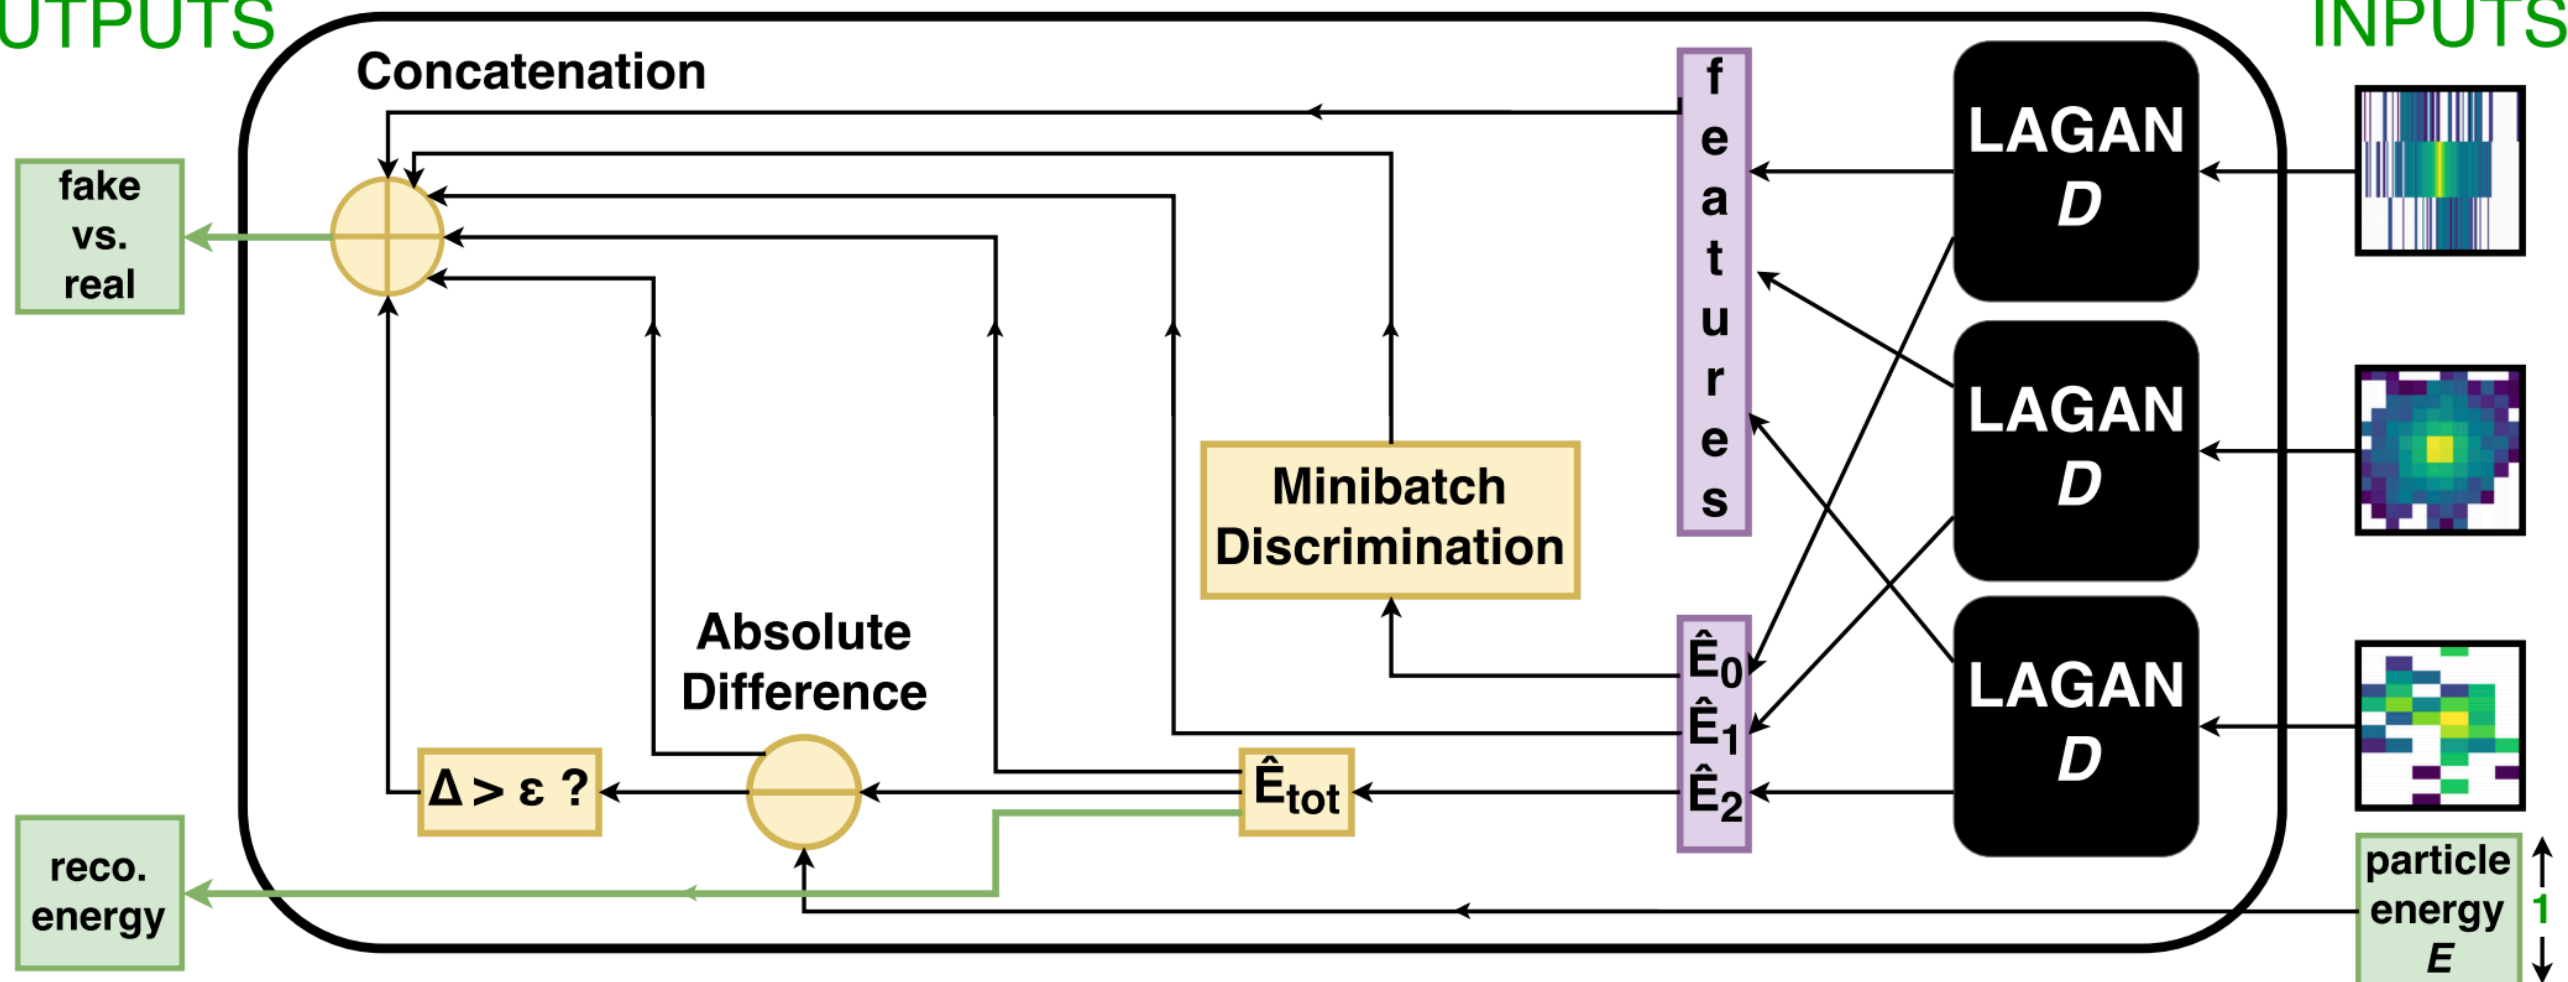 UTPUTS
INPUTS
Concatenation
fake
vs.
real
features
LAGAN
D
LAGAN
D
LAGAN
D
Minibatch
Discrimination
Absolute
Difference
Ê0
Ê1
Ê2
Δ > ε ?
Êtot
reco.
energy
particle
energy
E
1